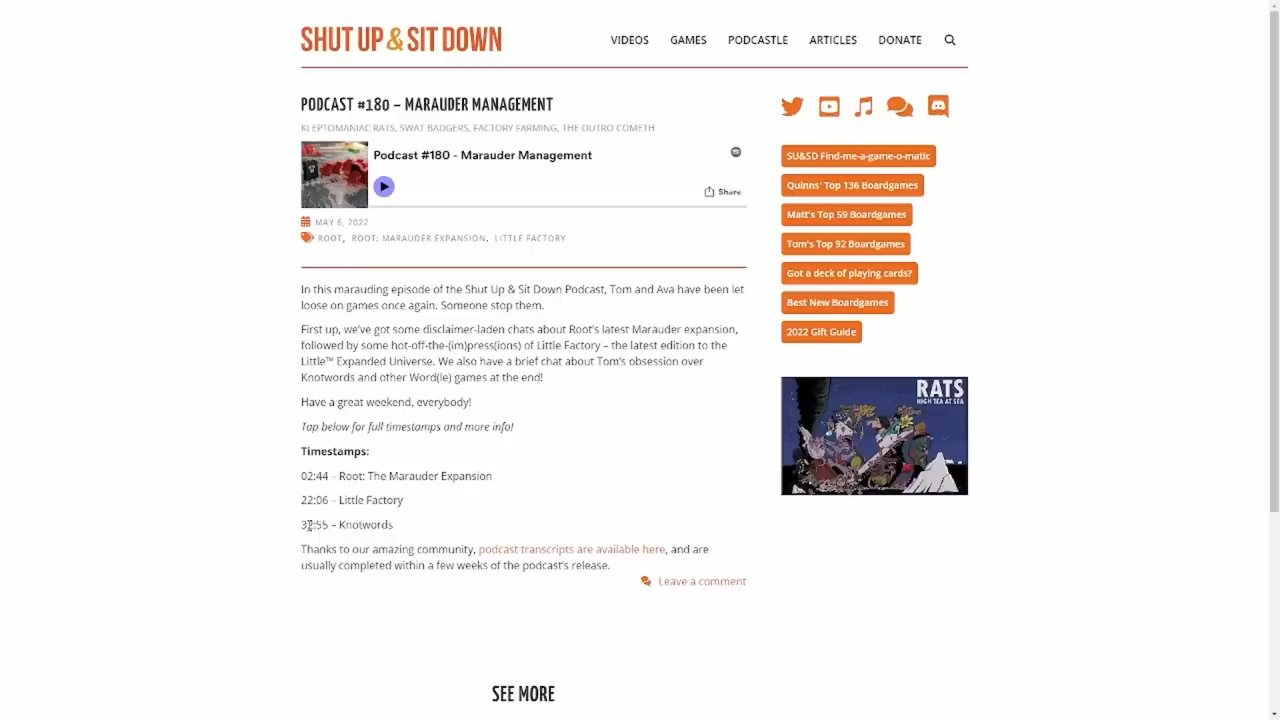 SHUT UP & SIT DOWN
VIDEOS GAMES PODCASTLE ARTICLES DONATE
PODCAST #180 – MARAUDER MANAGEMENT
KLEPTOMANIAC RATS, SWAT BADGERS, FACTORY FARMING, THE OUTRO COMETH
Podcast #180 - Marauder Management
Share
MAY 6, 2022
ROOT, ROOT: MARAUDER EXPANSION, LITTLE FACTORY
In this marauding episode of the Shut Up & Sit Down Podcast, Tom and Ava have been let
loose on games once again. Someone stop them.
First up, we've got some disclaimer-laden chats about Root's latest Marauder expansion,
followed by some hot-off-the-(im)press(ions) of Little Factory – the latest edition to the
Little™ Expanded Universe. We also have a brief chat about Tom's obsession over
Knotwords and other Word(le) games at the end!
Have a great weekend, everybody!
Tap below for full timestamps and more info!
Timestamps:
02:44 – Root: The Marauder Expansion
22:06 – Little Factory
– Knotwords
Thanks to our amazing community, podcast transcripts are available here, and are
usually completed within a few weeks of the podcast's release.
Leave a comment
SEE MORE
SU&SD Find-me-a-game-o-matic
Quinns' Top 136 Boardgames
Matt's Top 59 Boardgames
Tom's Top 92 Boardgames
Got a deck of playing cards?
Best New Boardgames
2022 Gift Guide
RATS
HIGH TEA AT SEA